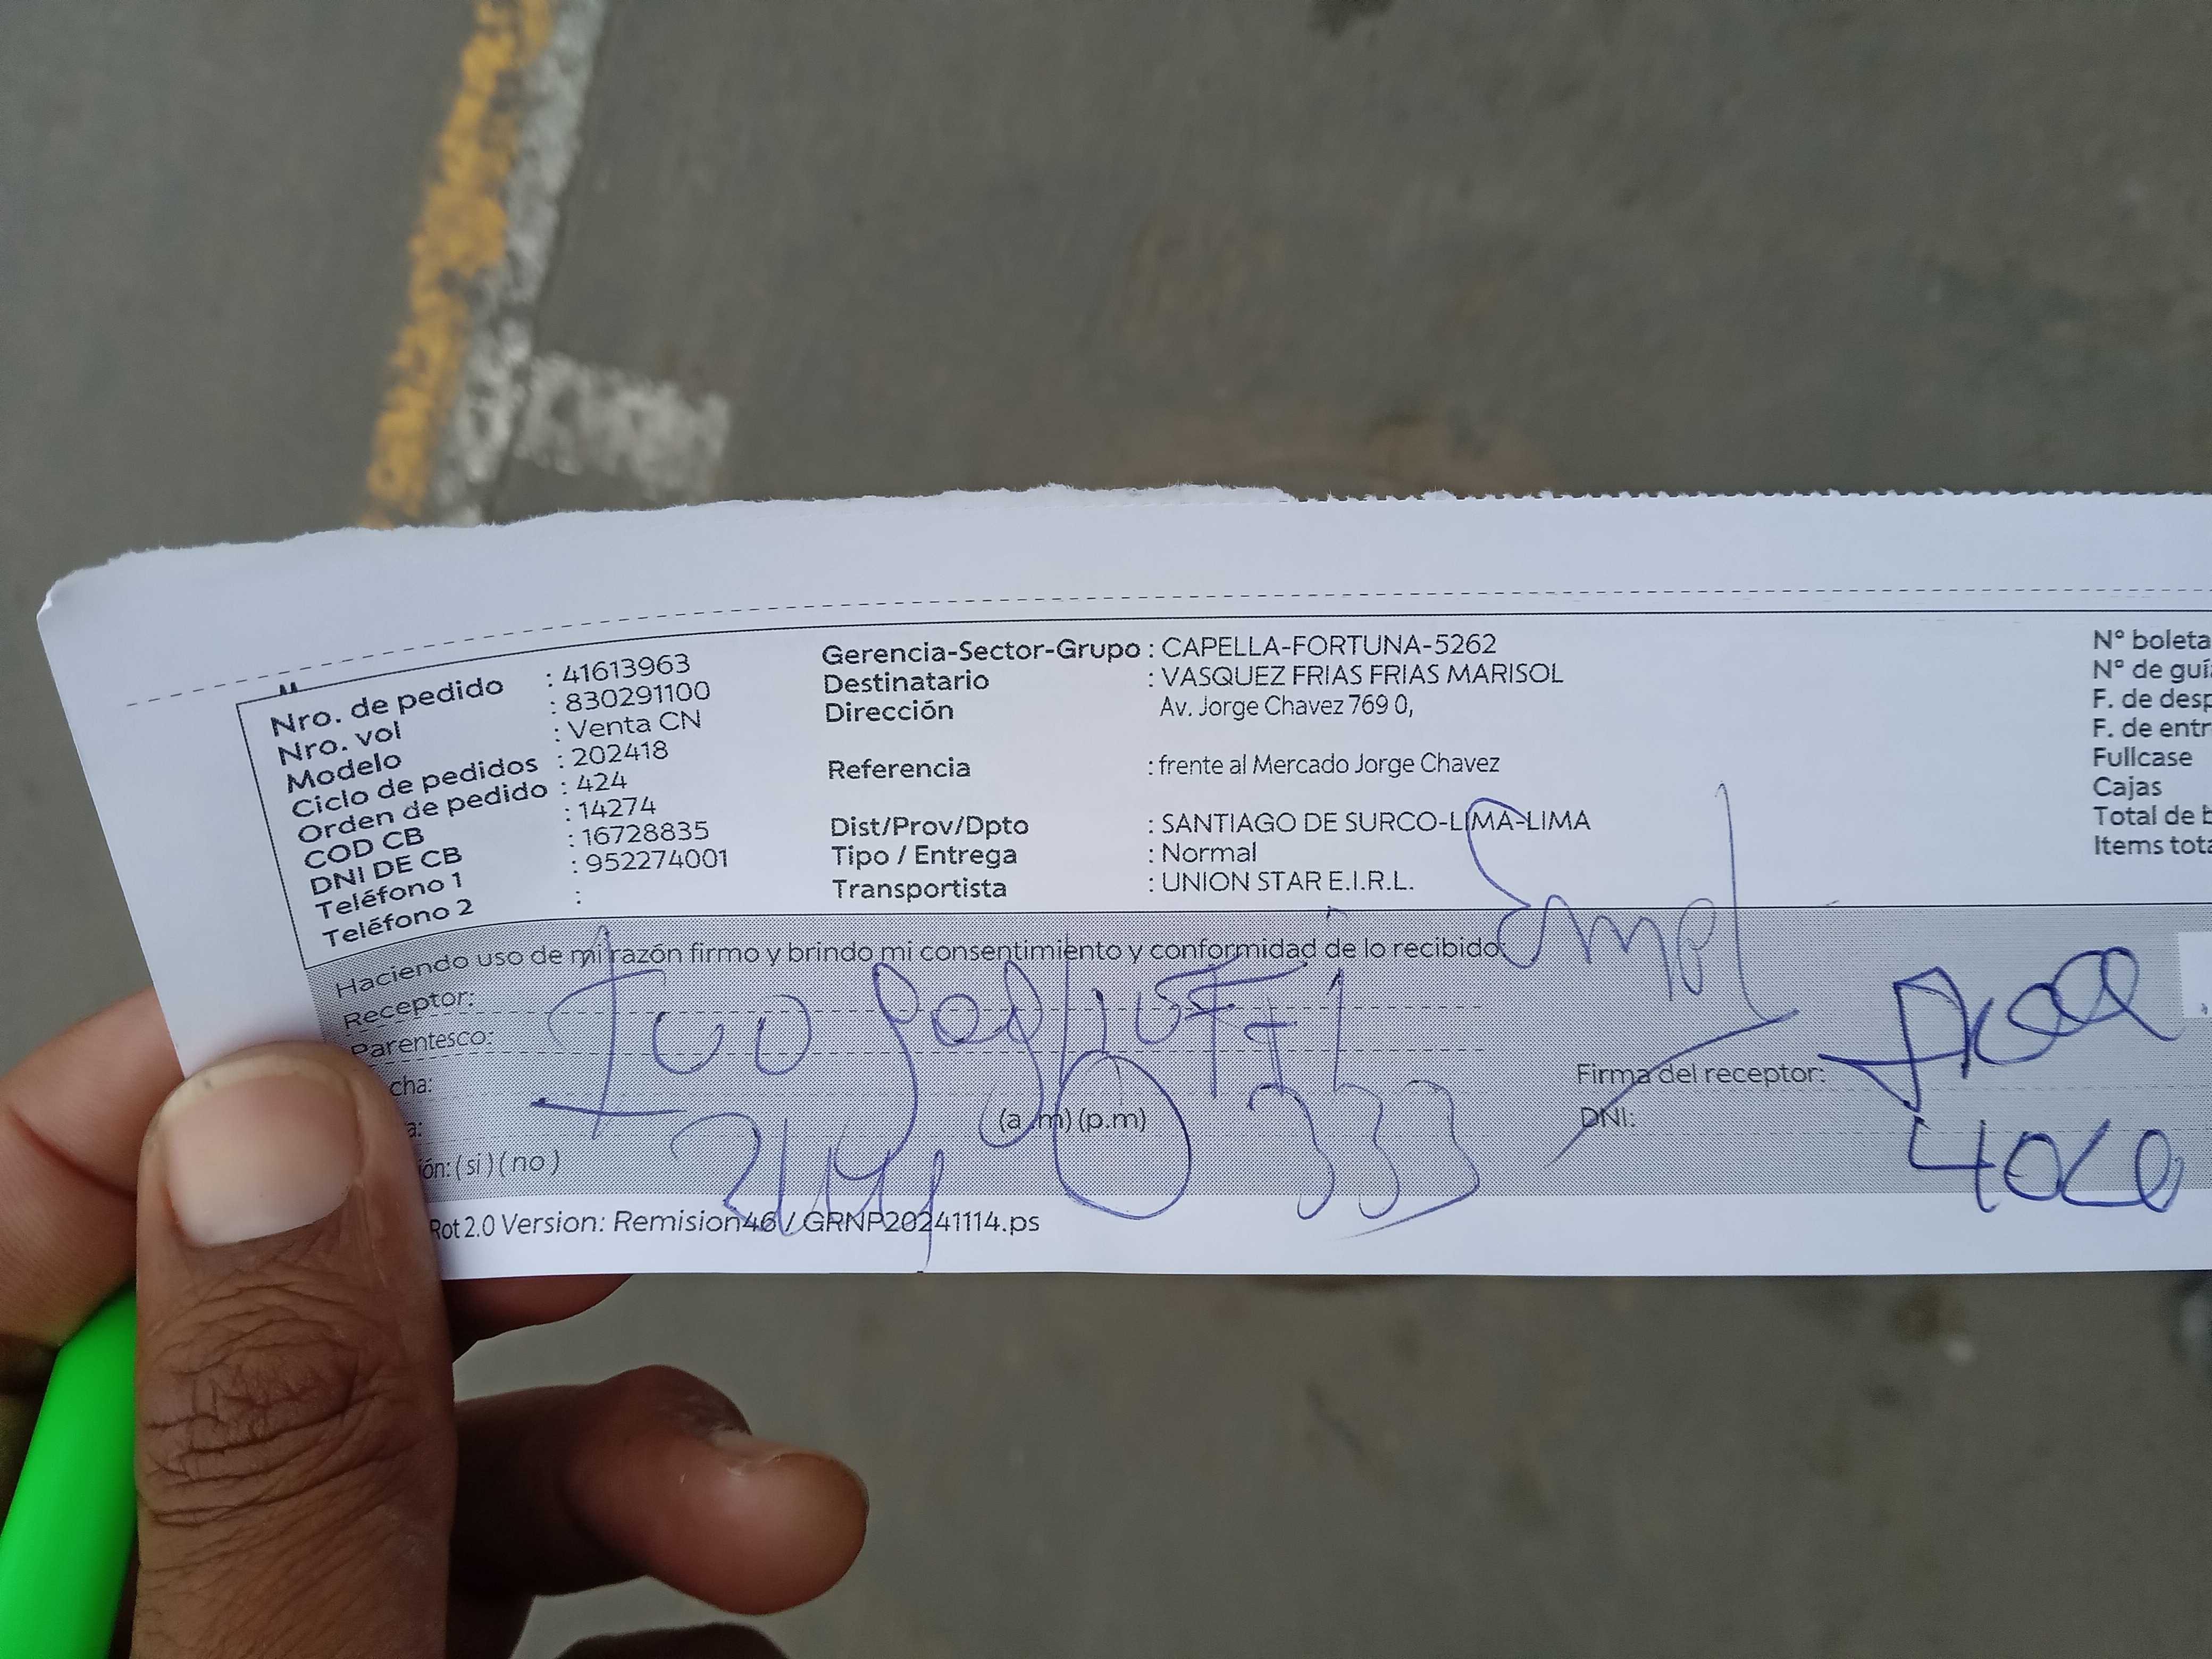 Nro. de pedido : 41613963
Nro. vol : 830291100
Modelo : Venta CN
Ciclo de pedidos : 202418
Orden de pedido : 424
COD CB : 14274
DNI DE CB : 16728835
Teléfono 1 : 952274001
Teléfono 2 :
Gerencia-Sector-Grupo : CAPELLA-FORTUNA-5262
Destinatario : VASQUEZ FRIAS FRIAS MARISOL
Dirección Av. Jorge Chavez 769 0,
Referencia : frente al Mercado Jorge Chavez
Dist/Prov/Dpto : SANTIAGO DE SURCO-LIMA-LIMA
Tipo / Entrega : Normal
Transportista : UNION STAR E.I.R.L.
N° boleta
N° de guí
F. de desp
F. de entr
Fullcase
Cajas
Total de b
Items tota
Haciendo uso de mi razón firmo y brindo mi consentimiento y conformidad de lo recibido:
Receptor:
Parentesco:
cha:
a: (a.m) (p.m)
ión: (si) (no)
333
Firma del receptor:
DNI:
Rot 2.0 Version: Remision46 / GRNP20241114.ps